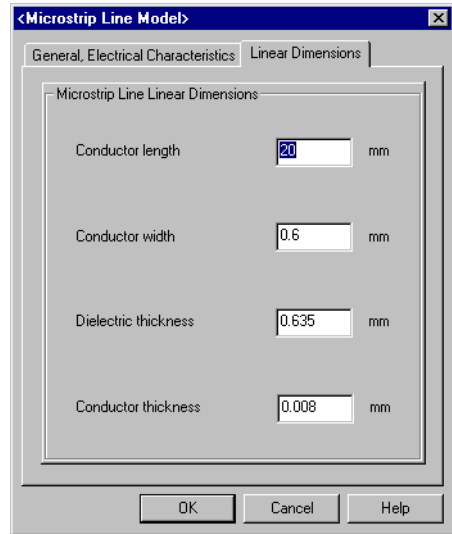 <Microstrip Line Model>
General, Electrical Characteristics Linear Dimensions
Microstrip Line Linear Dimensions
Conductor length 20 mm
Conductor width 0.6 mm
Dielectric thickness 0.635 mm
Conductor thickness 0.008 mm
OK Cancel Help